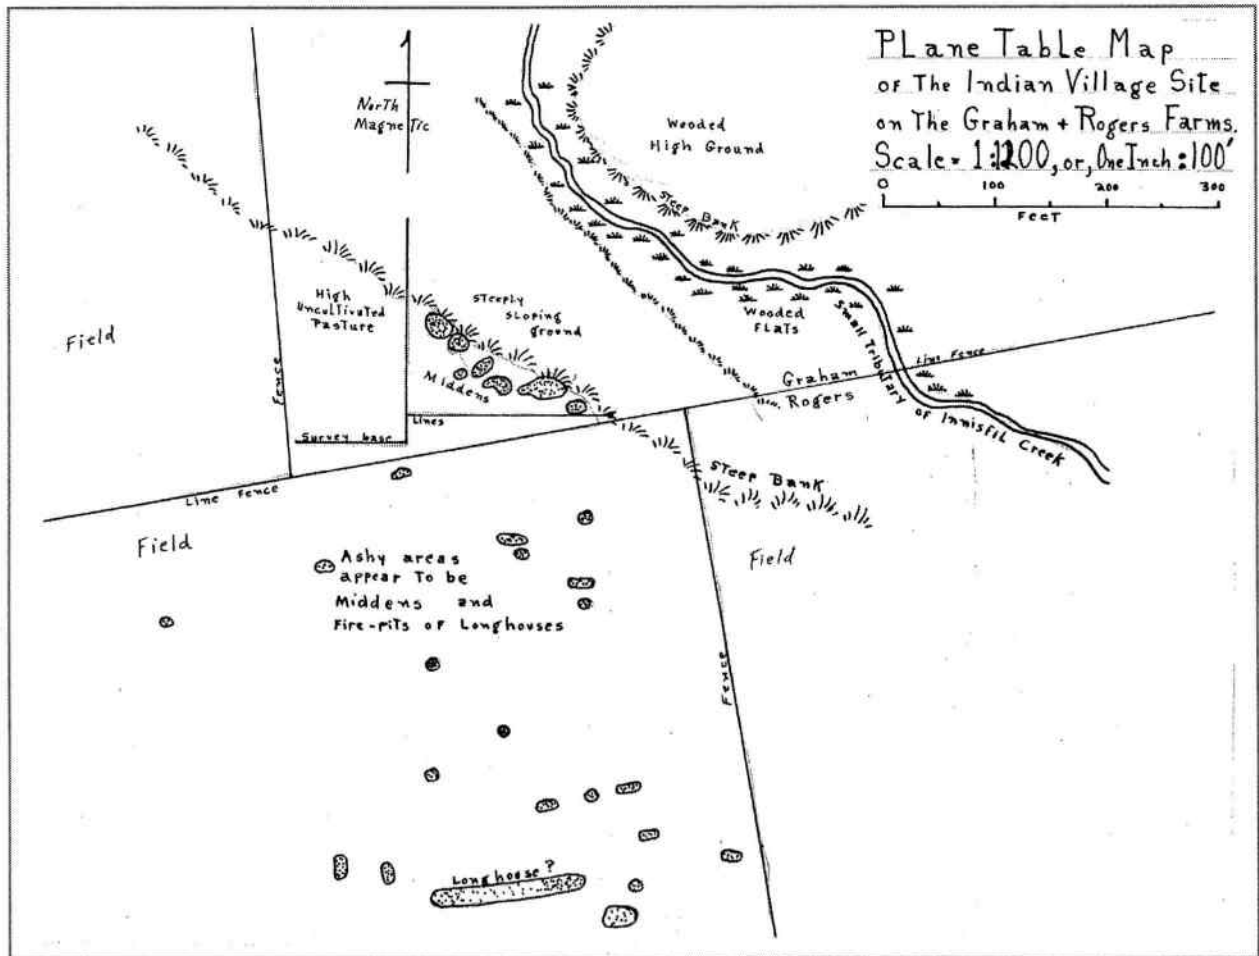 PLane Table Map
of The Indian Village Site
on The Graham + Rogers Farms.
Scale = 1:1200, or, One Inch : 100'
0 100 200 300
Feet
North
Magnetic
Wooded
High Ground
Steep Bank
High
Uncultivated
Pasture
Steeply
Sloping
ground
Field
Fence
Middens
Wooded
Flats
Small Tributary of Innisfil Creek
Line Fence
Graham
Rogers
Survey base
Lines
Line Fence
Steep Bank
Field
Field
Ashy areas
appear To be
Middens and
Fire-pits of Longhouses
Fence
Longhouse?